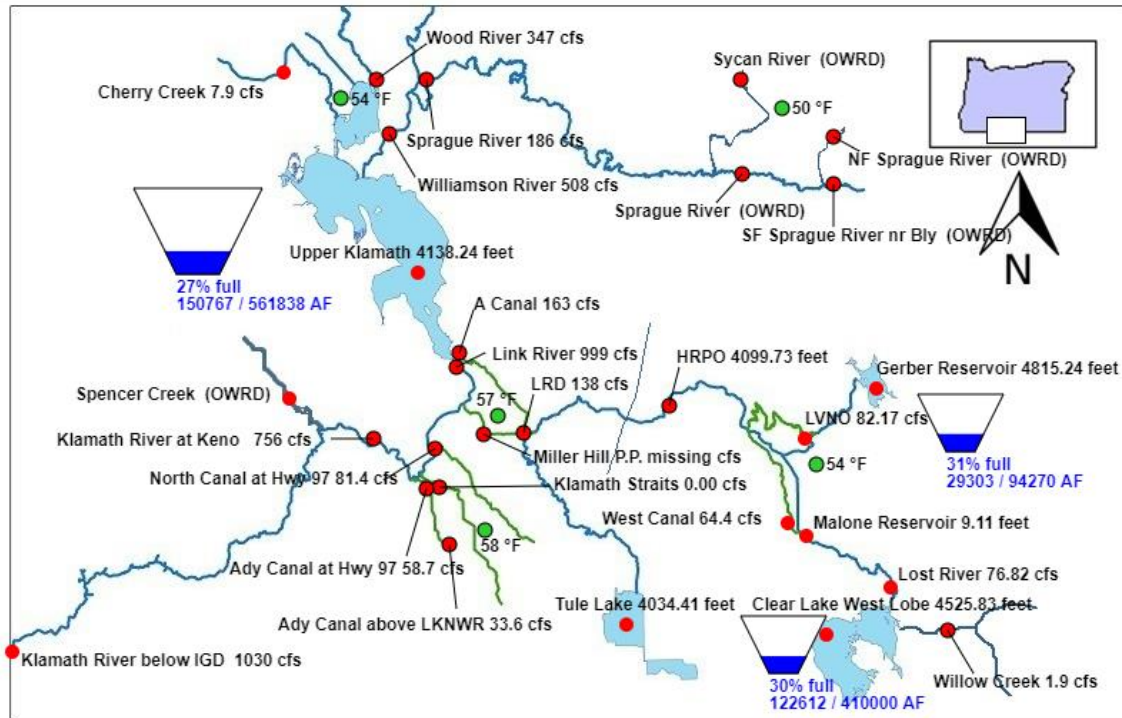 Wood River 347 cfs
Cherry Creek 7.9 cfs
54 °F
Sprague River 186 cfs
Williamson River 508 cfs
Sycan River (OWRD)
50 °F
NF Sprague River (OWRD)
Sprague River (OWRD)
SF Sprague River nr Bly (OWRD)
N
Upper Klamath 4138.24 feet
27% full
150767 / 561838 AF
A Canal 163 cfs
Link River 999 cfs
HRPO 4099.73 feet
Gerber Reservoir 4815.24 feet
LRD 138 cfs
57 °F
Spencer Creek (OWRD)
LVNO 82.17 cfs
Klamath River at Keno 756 cfs
Miller Hill P.P. missing cfs
54 °F
31% full
29303 / 94270 AF
North Canal at Hwy 97 81.4 cfs
Klamath Straits 0.00 cfs
West Canal 64.4 cfs
Malone Reservoir 9.11 feet
58 °F
Ady Canal at Hwy 97 58.7 cfs
Lost River 76.82 cfs
Tule Lake 4034.41 feet
Clear Lake West Lobe 4525.83 feet
Ady Canal above LKNWR 33.6 cfs
Klamath River below IGD 1030 cfs
Willow Creek 1.9 cfs
30% full
122612 / 410000 AF